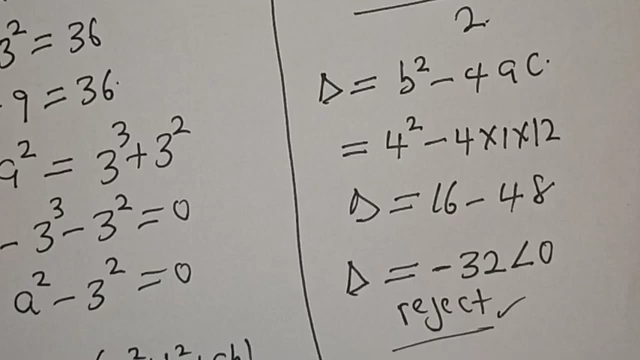 3² = 36
9 = 36.
a² = 3³ + 3²
- 3³ - 3² = 0
a² - 3² = 0
2.
Δ = b² - 4ac.
= 4² - 4×1×12
Δ = 16 - 48
Δ = -32 < 0
reject ✓